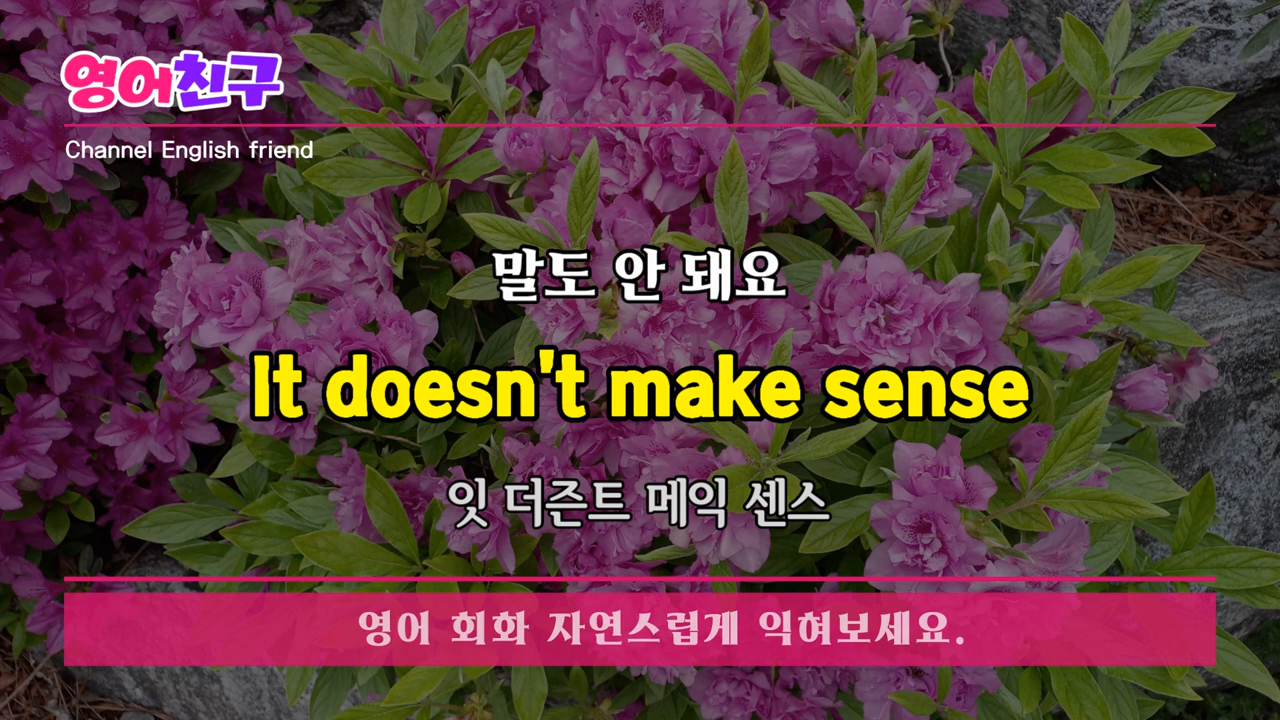 영어친구
Channel English friend
말도 안 돼요
It doesn't make sense
잇 더즌트 메익 센스
영어 회화 자연스럽게 익혀보세요.